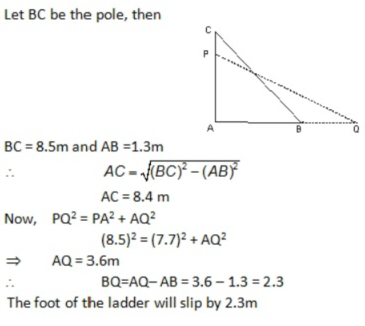 Let BC be the pole, then
C
P
A B Q
BC = 8.5m and AB =1.3m
∴ AC = √(BC)² − (AB)²
AC = 8.4 m
Now, PQ² = PA² + AQ²
(8.5)² = (7.7)² + AQ²
⇒ AQ = 3.6m
∴ BQ=AQ– AB = 3.6 – 1.3 = 2.3
The foot of the ladder will slip by 2.3m